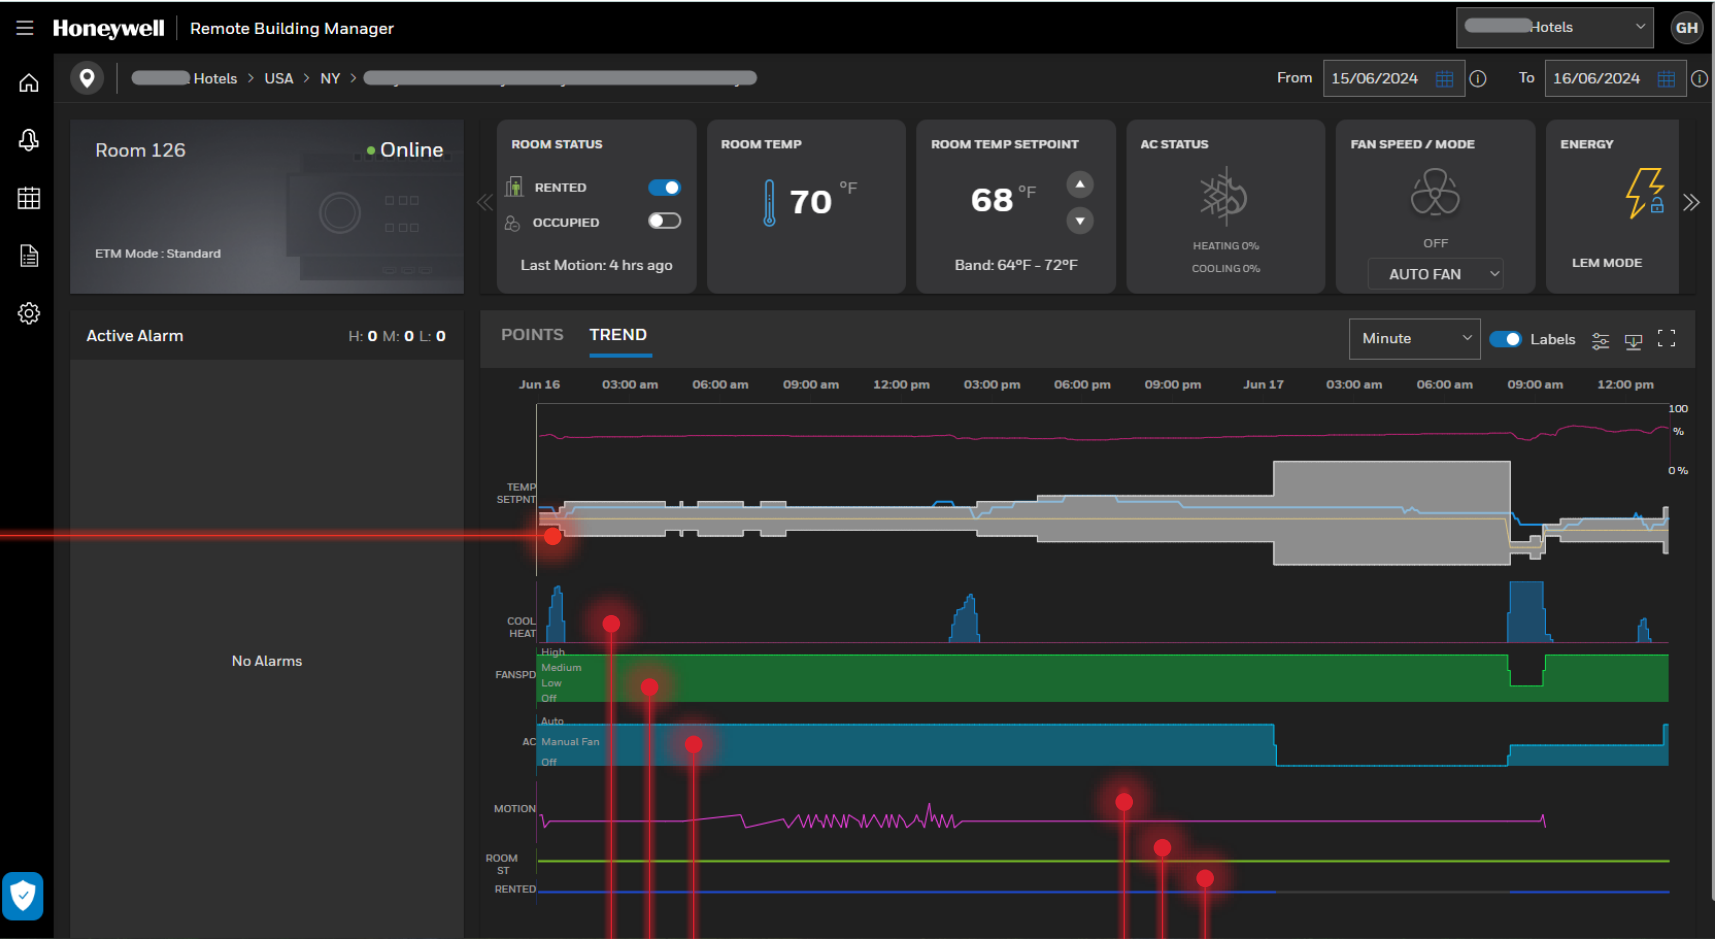 Honeywell | Remote Building Manager
Hotels
GH
Hotels > USA > NY >
From 15/06/2024
To 16/06/2024
Room 126
Online
ETM Mode : Standard
ROOM STATUS
RENTED
OCCUPIED
Last Motion: 4 hrs ago
ROOM TEMP
70 °F
ROOM TEMP SETPOINT
68 °F
Band: 64°F - 72°F
AC STATUS
HEATING 0%
COOLING 0%
FAN SPEED / MODE
OFF
AUTO FAN
ENERGY
LEM MODE
Active Alarm
H: 0 M: 0 L: 0
No Alarms
POINTS
TREND
Minute
Labels
Jun 16 03:00 am 06:00 am 09:00 am 12:00 pm 03:00 pm 06:00 pm 09:00 pm Jun 17 03:00 am 06:00 am 09:00 am 12:00 pm
100
%
0 %
TEMP
SETPNT
COOL
HEAT
FANSPD
High
Medium
Low
Off
AC
Auto
Manual Fan
Off
MOTION
ROOM
ST
RENTED